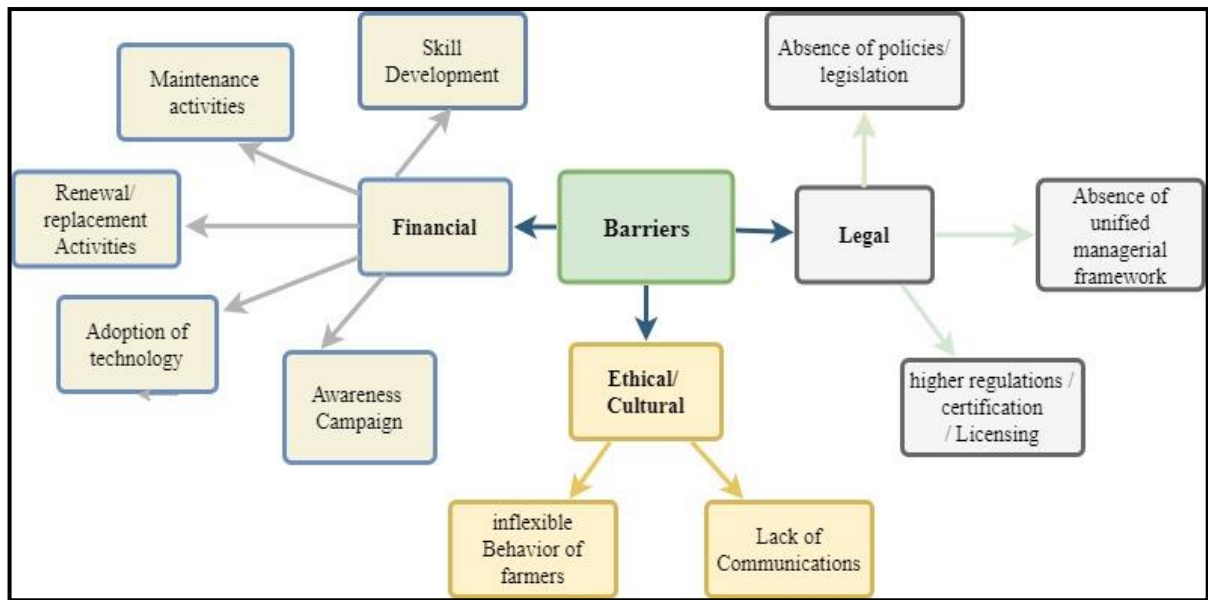 Skill
Development
Maintenance
activities
Renewal/
replacement
Activities
Adoption of
technology
Awareness
Campaign
Financial
Barriers
Legal
Absence of policies/
legislation
Absence of
unified
managerial
framework
higher regulations /
certification
/ Licensing
Ethical/
Cultural
inflexible
Behavior of
farmers
Lack of
Communications